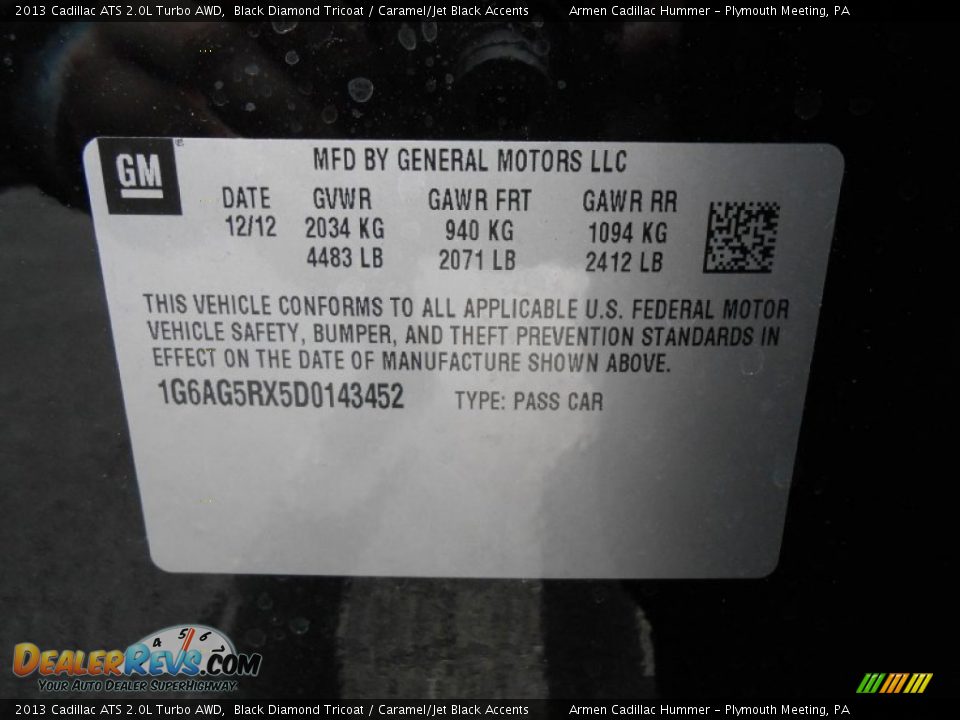 2013 Cadillac ATS 2.0L Turbo AWD, Black Diamond Tricoat / Caramel/Jet Black Accents Armen Cadillac Hummer - Plymouth Meeting, PA
GM
MFD BY GENERAL MOTORS LLC
DATE GVWR GAWR FRT GAWR RR
12/12 2034 KG 940 KG 1094 KG
4483 LB 2071 LB 2412 LB
THIS VEHICLE CONFORMS TO ALL APPLICABLE U.S. FEDERAL MOTOR
VEHICLE SAFETY, BUMPER, AND THEFT PREVENTION STANDARDS IN
EFFECT ON THE DATE OF MANUFACTURE SHOWN ABOVE.
1G6AG5RX5D0143452 TYPE: PASS CAR
4 5 6
DEALERREVS.COM
YOUR AUTO DEALER SUPERHIGHWAY
2013 Cadillac ATS 2.0L Turbo AWD, Black Diamond Tricoat / Caramel/Jet Black Accents Armen Cadillac Hummer - Plymouth Meeting, PA